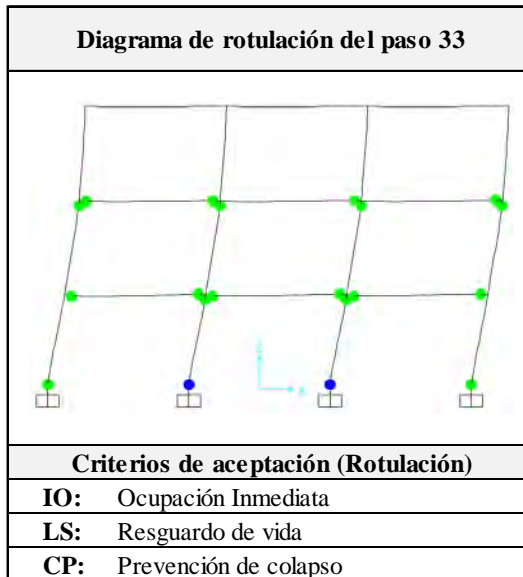 Diagrama de rotulación del paso 33
Criterios de aceptación (Rotulación)
IO: Ocupación Inmediata
LS: Resguardo de vida
CP: Prevención de colapso